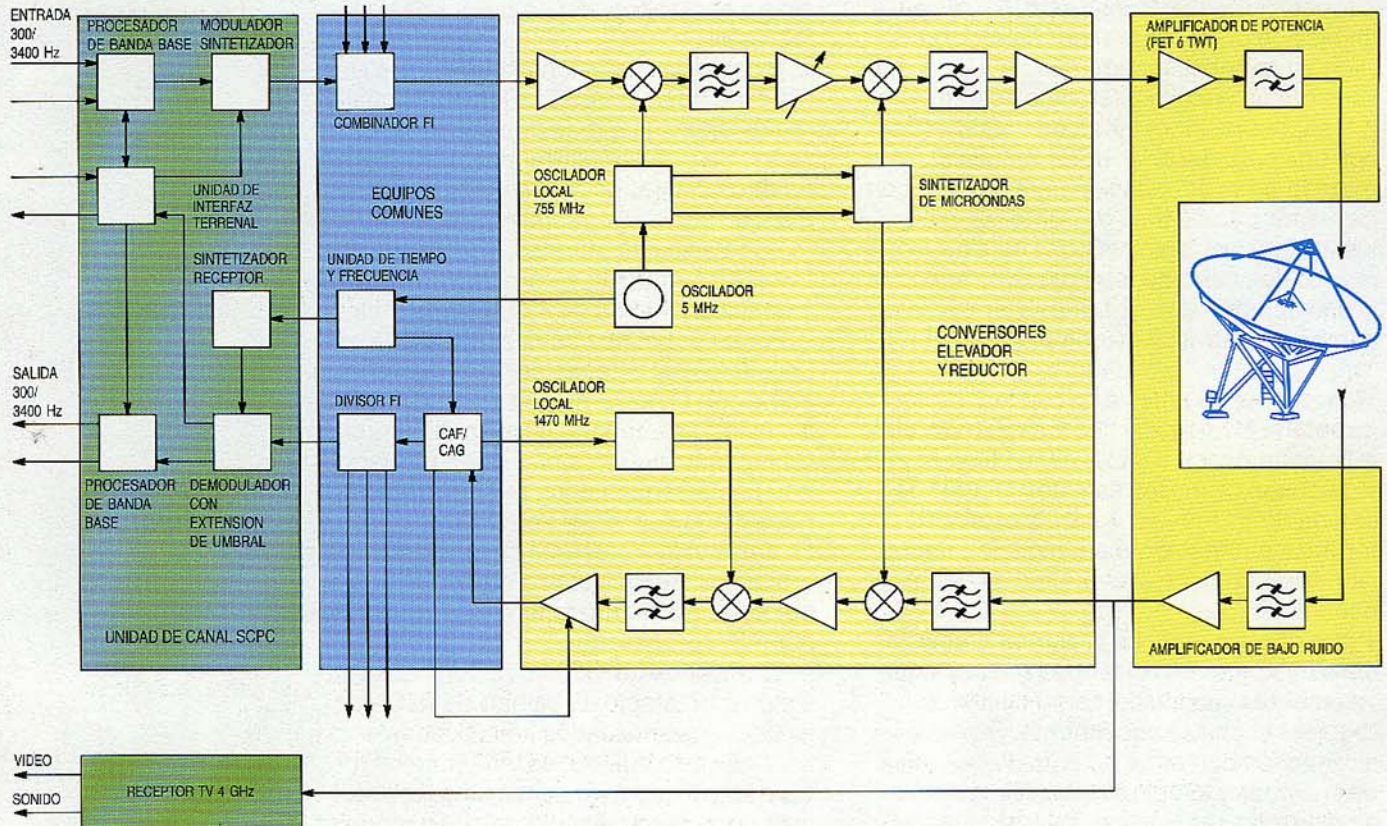 ENTRADA
300/
3400 Hz
PROCESADOR
DE BANDA BASE
MODULADOR
SINTETIZADOR
COMBINADOR FI
AMPLIFICADOR DE POTENCIA
(FET ó TWT)
UNIDAD DE
INTERFAZ
TERRENAL
EQUIPOS
COMUNES
OSCILADOR
LOCAL
755 MHz
SINTETIZADOR
DE MICROONDAS
SINTETIZADOR
RECEPTOR
UNIDAD DE TIEMPO
Y FRECUENCIA
OSCILADOR
5 MHz
CONVERSORES
ELEVADOR
Y REDUCTOR
SALIDA
300/
3400 Hz
DIVISOR FI
CAF/
CAG
OSCILADOR
LOCAL
1470 MHz
PROCESADOR
DE BANDA
BASE
DEMODULADOR
CON
EXTENSION
DE UMBRAL
UNIDAD DE CANAL SCPC
AMPLIFICADOR DE BAJO RUIDO
VIDEO
SONIDO
RECEPTOR TV 4 GHz